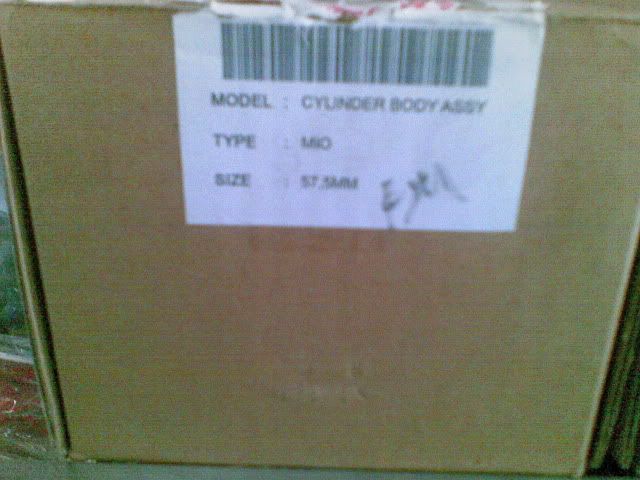 MODEL : CYLINDER BODY ASSY
TYPE : MIO
SIZE : 57,5MM